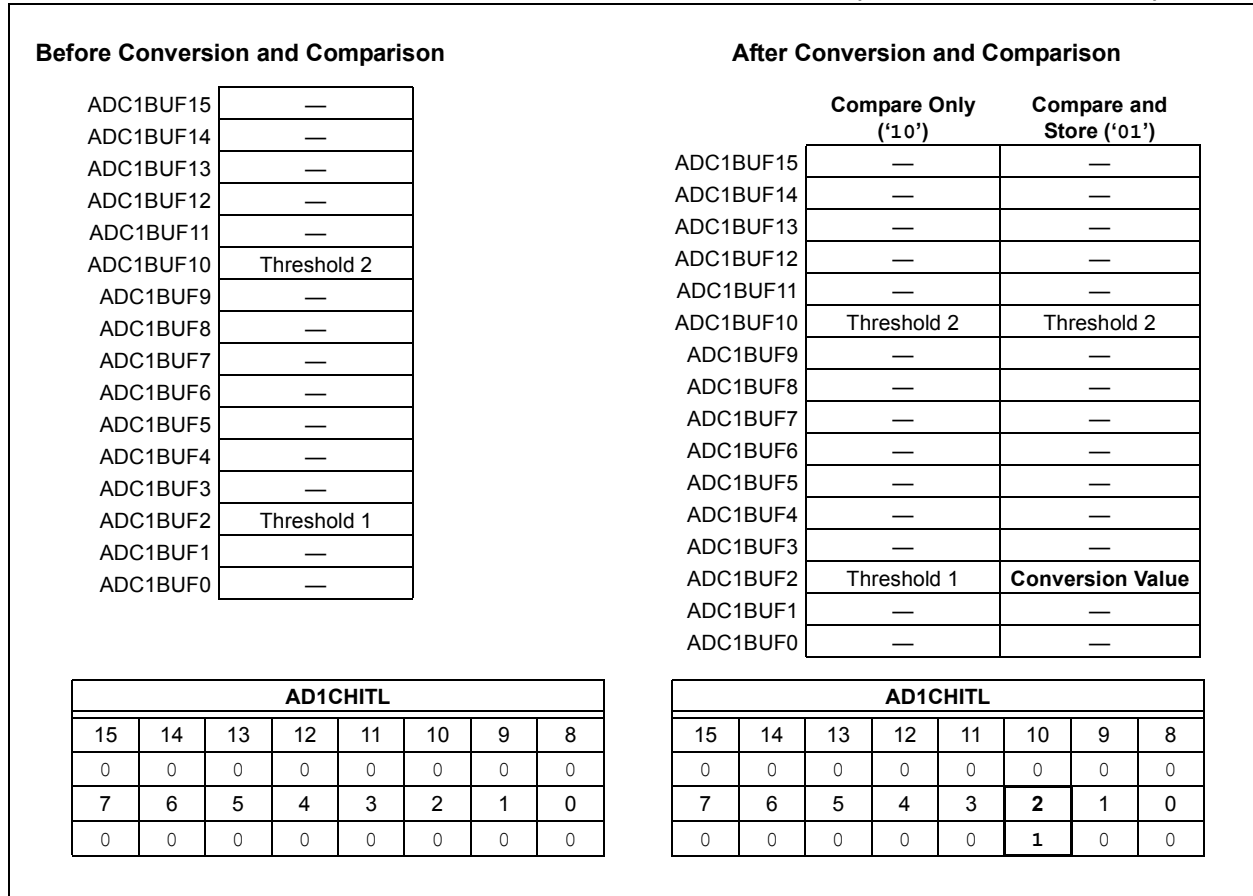 Before Conversion and Comparison
ADC1BUF15 —
ADC1BUF14 —
ADC1BUF13 —
ADC1BUF12 —
ADC1BUF11 —
ADC1BUF10 Threshold 2
ADC1BUF9 —
ADC1BUF8 —
ADC1BUF7 —
ADC1BUF6 —
ADC1BUF5 —
ADC1BUF4 —
ADC1BUF3 —
ADC1BUF2 Threshold 1
ADC1BUF1 —
ADC1BUF0 —
AD1CHITL
15 14 13 12 11 10 9 8
0 0 0 0 0 0 0 0
7 6 5 4 3 2 1 0
0 0 0 0 0 0 0 0
After Conversion and Comparison
Compare Only Compare and
('10') Store ('01')
ADC1BUF15 — —
ADC1BUF14 — —
ADC1BUF13 — —
ADC1BUF12 — —
ADC1BUF11 — —
ADC1BUF10 Threshold 2 Threshold 2
ADC1BUF9 — —
ADC1BUF8 — —
ADC1BUF7 — —
ADC1BUF6 — —
ADC1BUF5 — —
ADC1BUF4 — —
ADC1BUF3 — —
ADC1BUF2 Threshold 1 Conversion Value
ADC1BUF1 — —
ADC1BUF0 — —
AD1CHITL
15 14 13 12 11 10 9 8
0 0 0 0 0 0 0 0
7 6 5 4 3 2 1 0
0 0 0 0 0 1 0 0